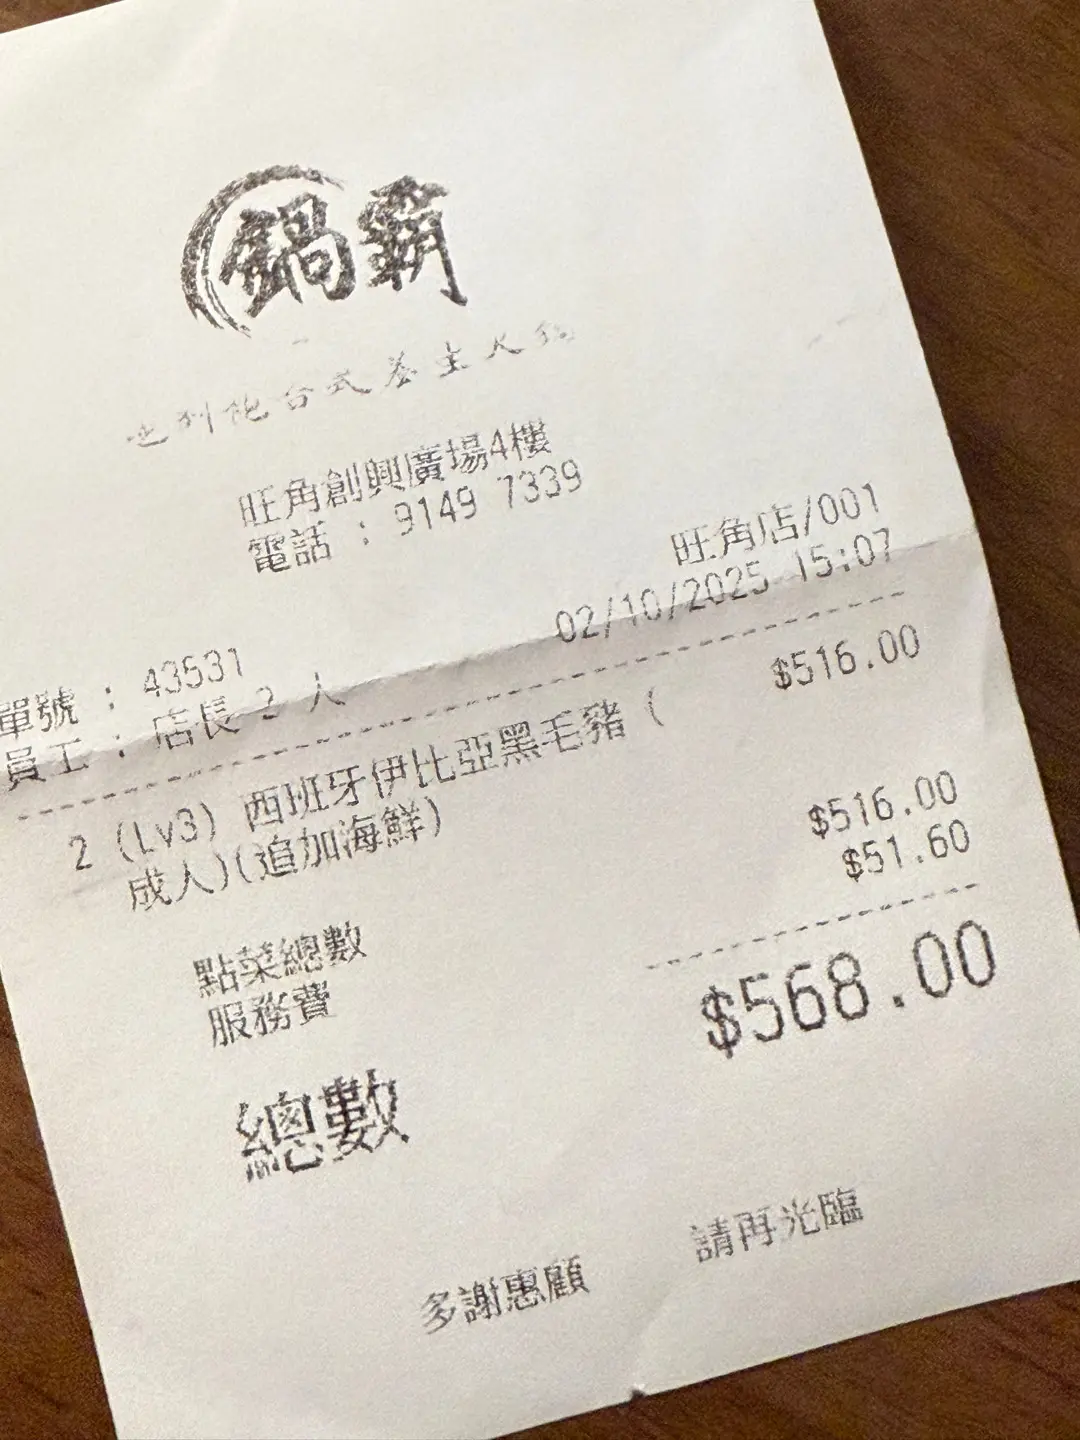 鍋霸
旺角創興廣場4樓
電話 : 9149 7339
旺角店/001
02/10/2025 15:07
單號 : 43531
員工 : 店長 2 人
2 (Lv3) 西班牙伊比亞黑毛豬 ( $516.00
成人)(追加海鮮)
點菜總數 $516.00
服務費 $51.60
總數 $568.00
多謝惠顧 請再光臨